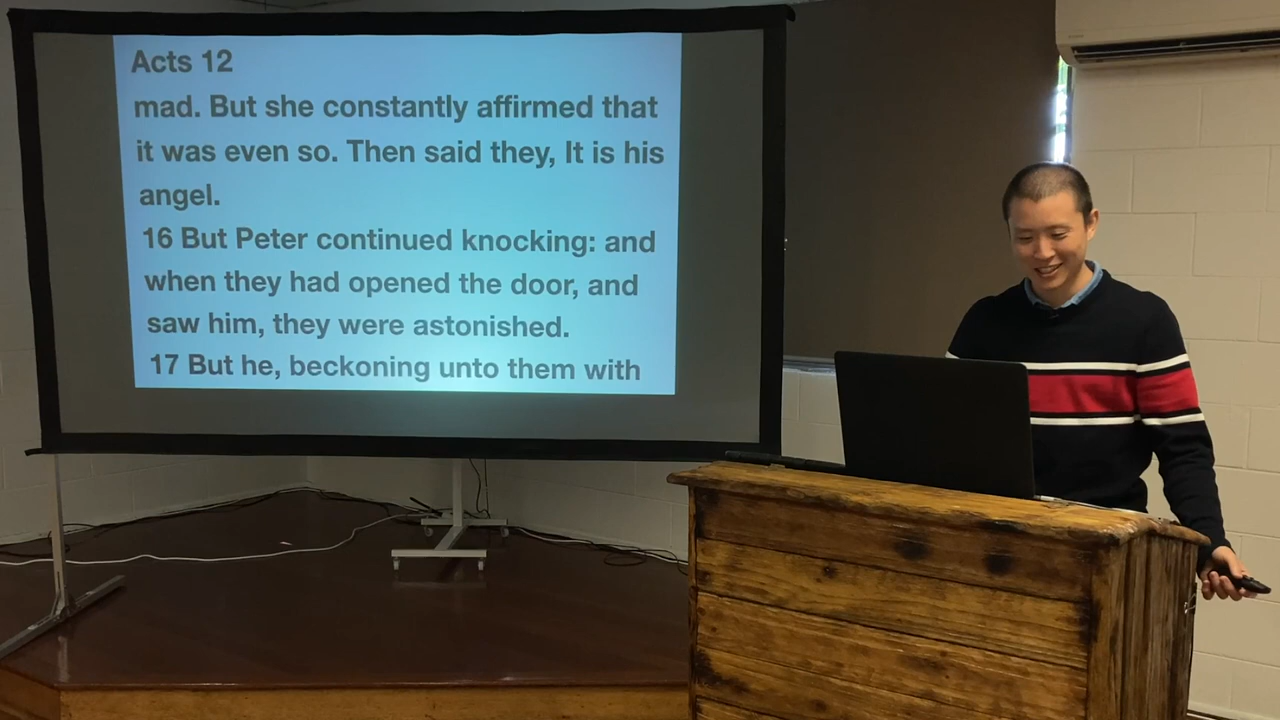 Acts 12
mad. But she constantly affirmed that
it was even so. Then said they, It is his
angel.
16 But Peter continued knocking: and
when they had opened the door, and
saw him, they were astonished.
17 But he, beckoning unto them with